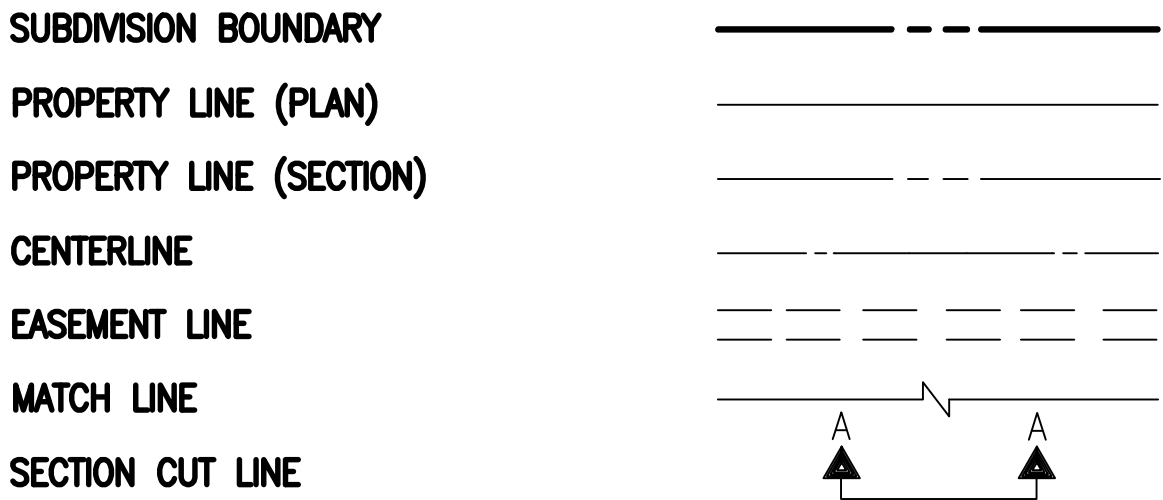 SUBDIVISION BOUNDARY
PROPERTY LINE (PLAN)
PROPERTY LINE (SECTION)
CENTERLINE
EASEMENT LINE
MATCH LINE
A A
SECTION CUT LINE